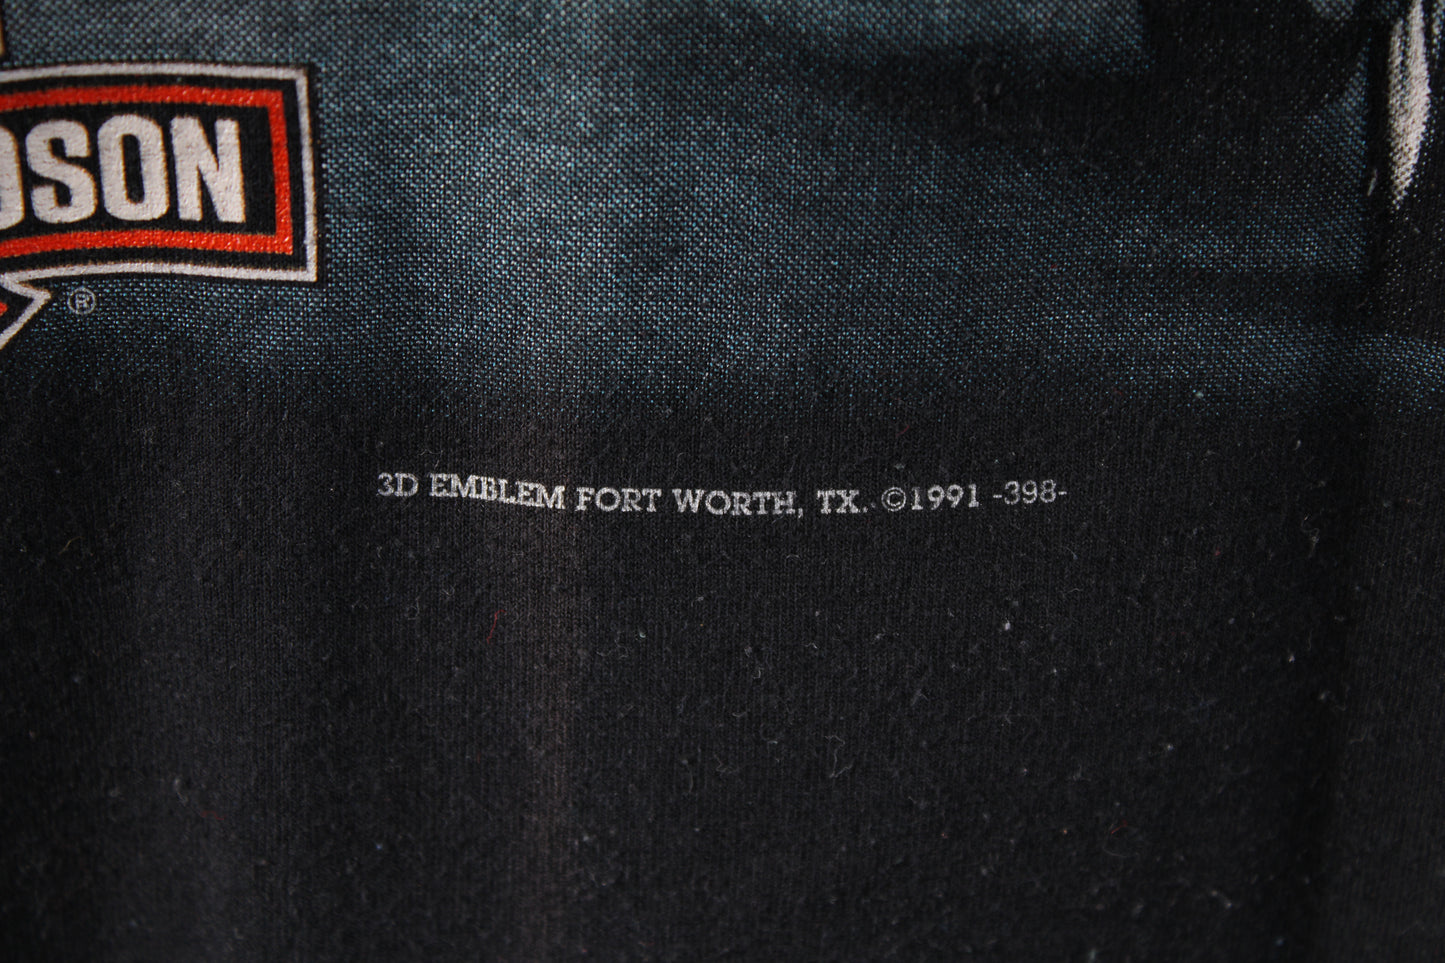 DSON
®
3D EMBLEM FORT WORTH, TX. ©1991 -398-